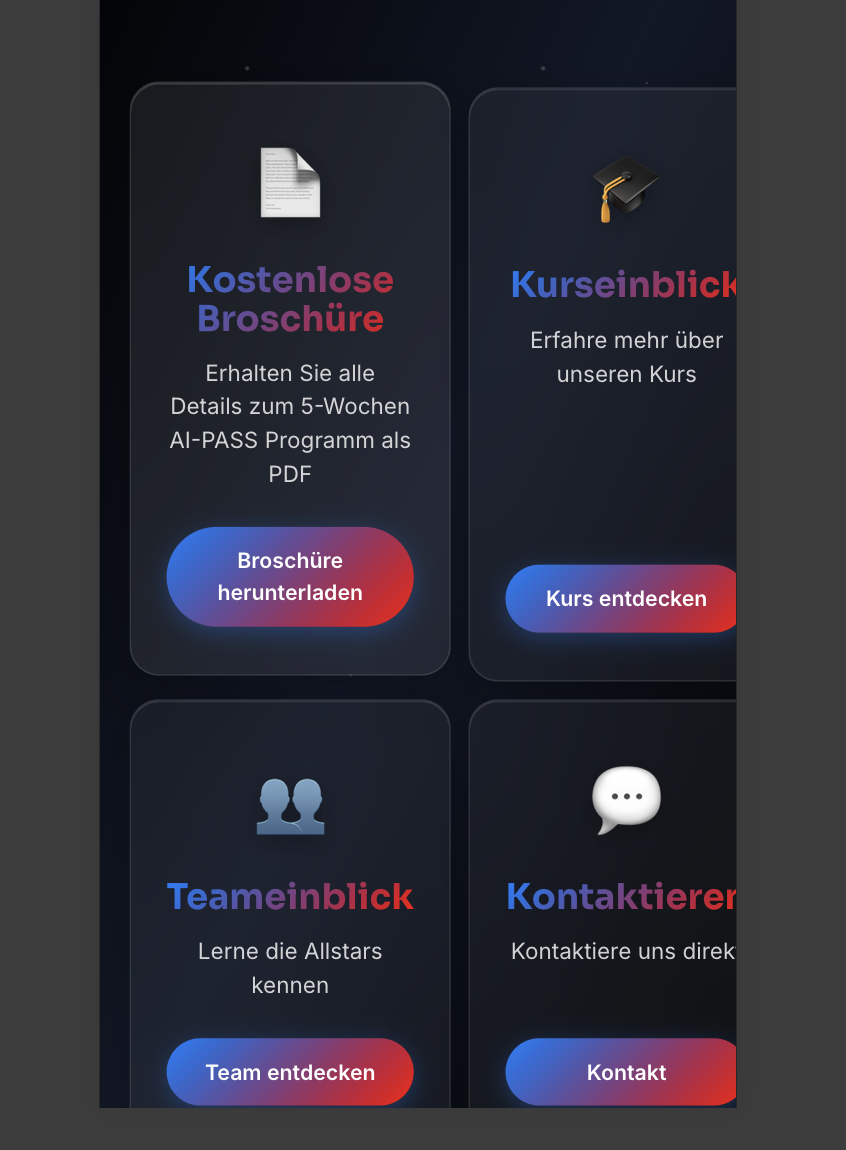 Kostenlose
Broschüre
Erhalten Sie alle
Details zum 5-Wochen
AI-PASS Programm als
PDF
Broschüre
herunterladen
Kurseinblick
Erfahre mehr über
unseren Kurs
Kurs entdecken
Teameinblick
Lerne die Allstars
kennen
Team entdecken
Kontaktieren
Kontaktiere uns direkt
Kontakt